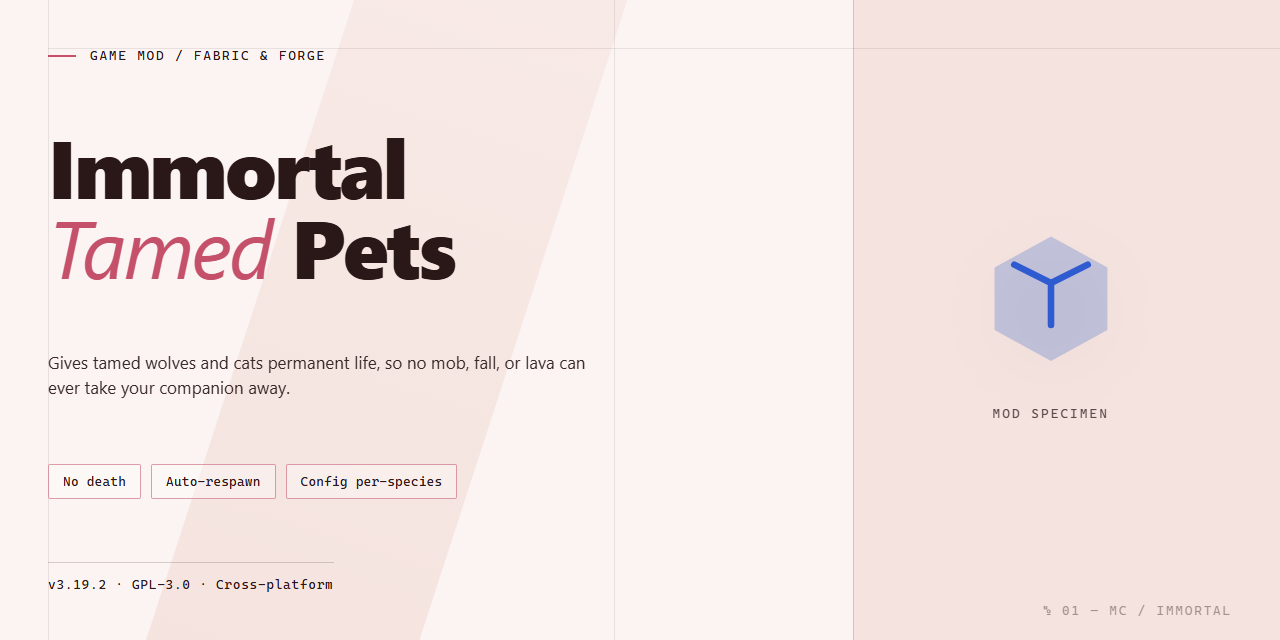 GAME MOD / FABRIC & FORGE
Immortal
Tamed Pets
Gives tamed wolves and cats permanent life, so no mob, fall, or lava can
ever take your companion away.
No death
Auto-respawn
Config per-species
v3.19.2 · GPL-3.0 · Cross-platform
MOD SPECIMEN
01 — MC / IMMORTAL